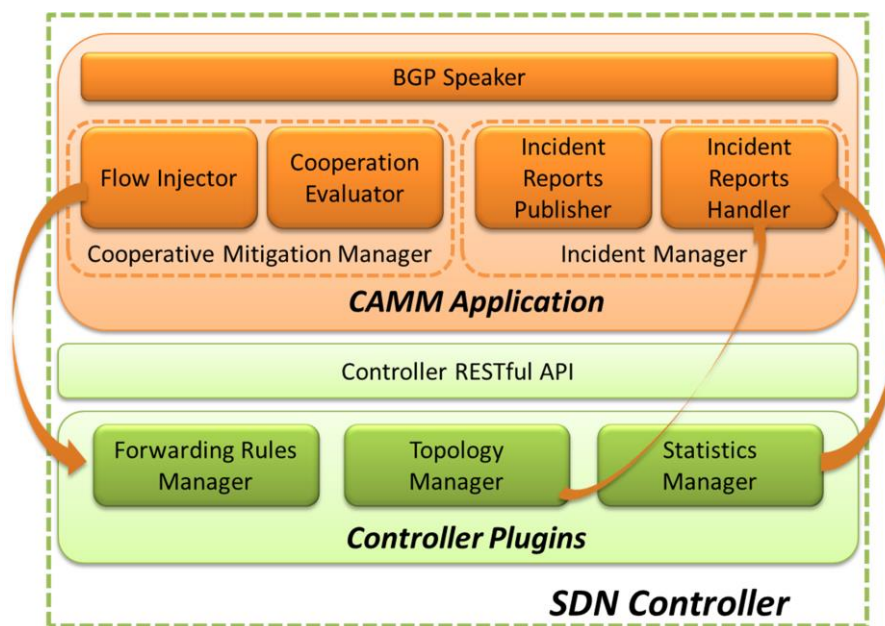 BGP Speaker
Flow Injector
Cooperation
Evaluator
Incident
Reports
Publisher
Incident
Reports
Handler
Cooperative Mitigation Manager
Incident Manager
CAMM Application
Controller RESTful API
Forwarding Rules
Manager
Topology
Manager
Statistics
Manager
Controller Plugins
SDN Controller